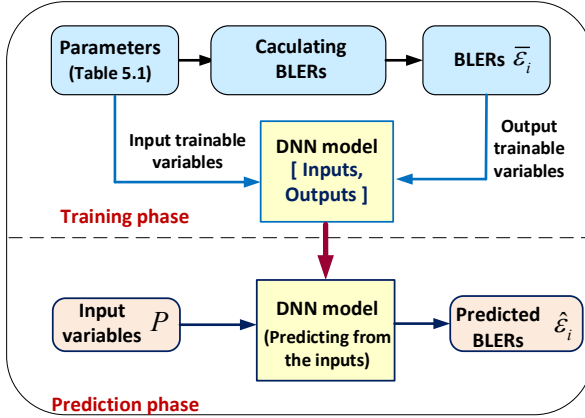 Parameters
(Table 5.1)
Caculating
BLERs
BLERs ε̅ᵢ
Input trainable
variables
DNN model
[ Inputs,
Outputs ]
Output
trainable
variables
Training phase
Input
variables P
DNN model
(Predicting from
the inputs)
Predicted
BLERs ε̂ᵢ
Prediction phase